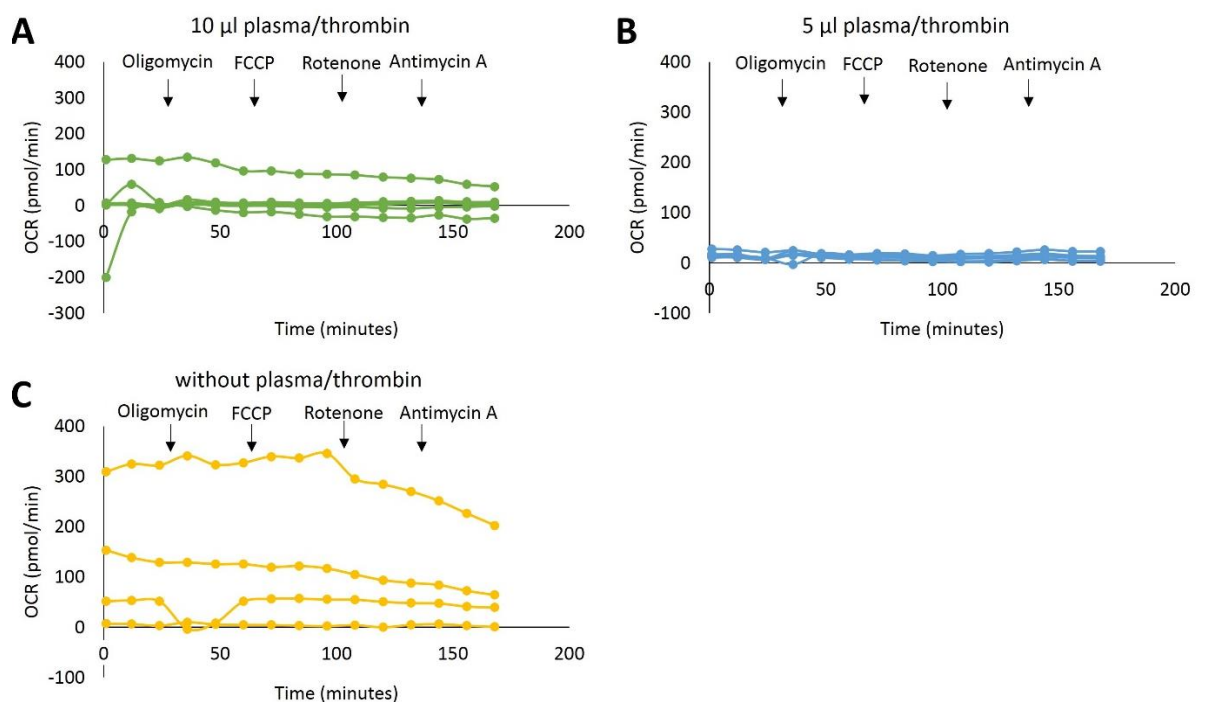 A
10 µl plasma/thrombin
Oligomycin FCCP Rotenone Antimycin A
400
300
200
100
0
-100
-200
-300
0 50 100 150 200
OCR (pmol/min)
Time (minutes)
B
5 µl plasma/thrombin
Oligomycin FCCP Rotenone Antimycin A
400
300
200
100
0
-100
0 50 100 150 200
OCR (pmol/min)
Time (minutes)
C
without plasma/thrombin
Oligomycin FCCP Rotenone Antimycin A
400
300
200
100
0
-100
0 50 100 150 200
OCR (pmol/min)
Time (minutes)